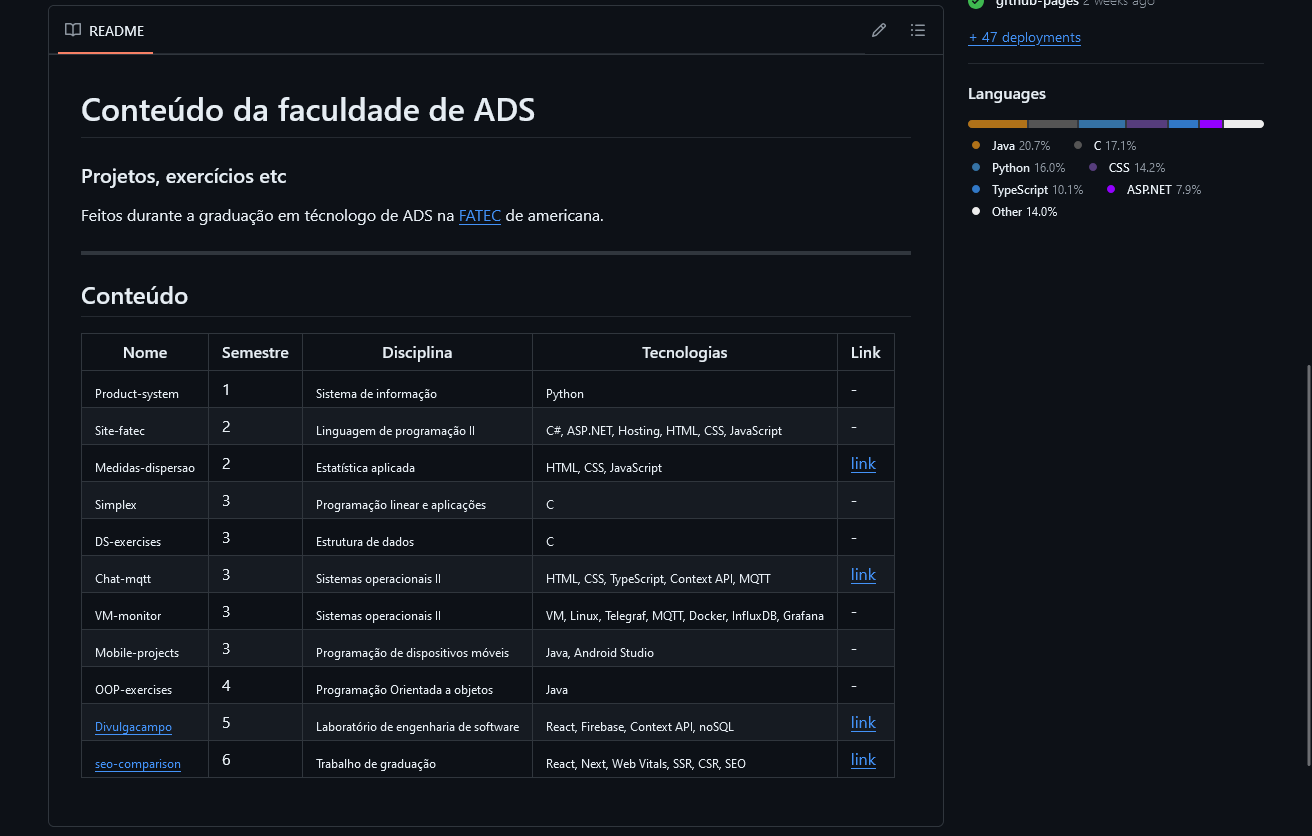 README
Conteúdo da faculdade de ADS
Projetos, exercícios etc
Feitos durante a graduação em técnologo de ADS na FATEC de americana.
Conteúdo
Nome Semestre Disciplina Tecnologias Link
Product-system 1 Sistema de informação Python -
Site-fatec 2 Linguagem de programação II C#, ASP.NET, Hosting, HTML, CSS, JavaScript -
Medidas-dispersao 2 Estatística aplicada HTML, CSS, JavaScript link
Simplex 3 Programação linear e aplicações C -
DS-exercises 3 Estrutura de dados C -
Chat-mqtt 3 Sistemas operacionais II HTML, CSS, TypeScript, Context API, MQTT link
VM-monitor 3 Sistemas operacionais II VM, Linux, Telegraf, MQTT, Docker, InfluxDB, Grafana -
Mobile-projects 3 Programação de dispositivos móveis Java, Android Studio -
OOP-exercises 4 Programação Orientada a objetos Java -
Divulgacampo 5 Laboratório de engenharia de software React, Firebase, Context API, noSQL link
seo-comparison 6 Trabalho de graduação React, Next, Web Vitals, SSR, CSR, SEO link
github-pages 2 weeks ago
+ 47 deployments
Languages
Java 20.7% C 17.1%
Python 16.0% CSS 14.2%
TypeScript 10.1% ASP.NET 7.9%
Other 14.0%